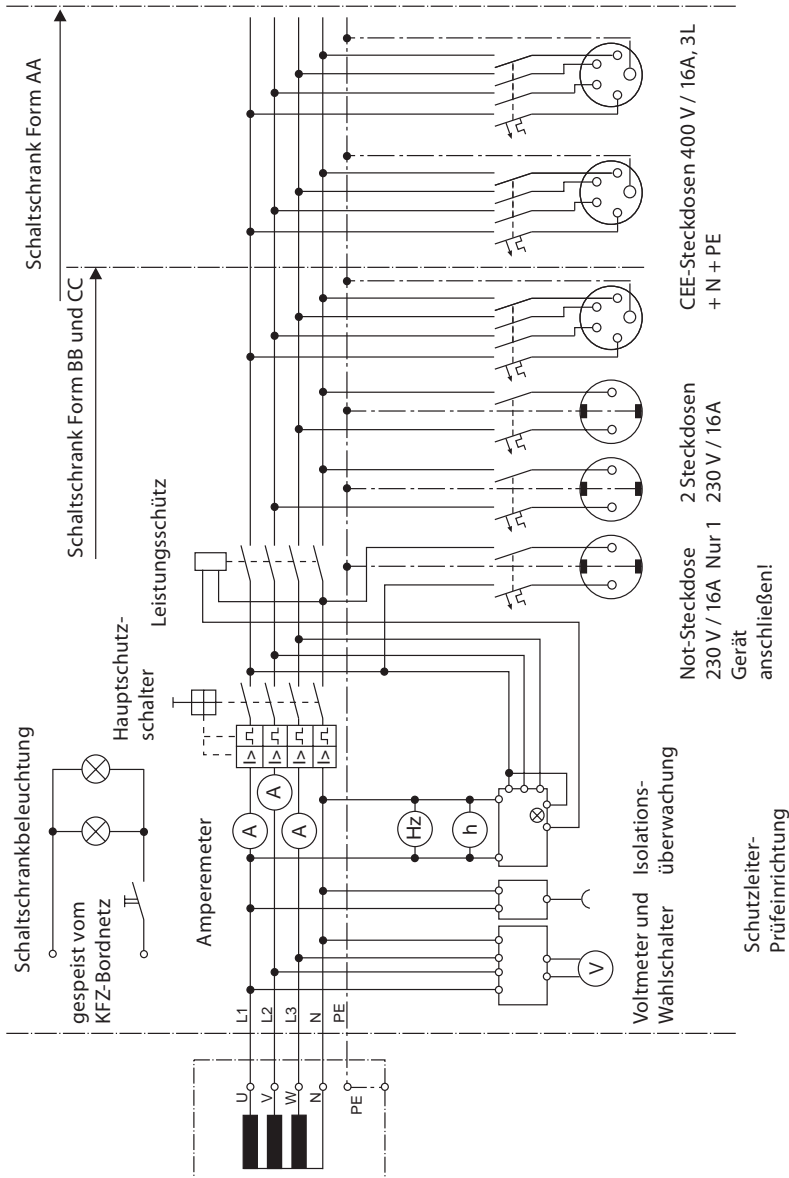 Schaltschrankbeleuchtung
gespeist vom
KFZ-Bordnetz
Hauptschutz-
schalter
Leistungsschütz
Schaltschrank Form BB und CC
Schaltschrank Form AA
Amperemeter
A
A
A
I>
I>
I>
I>
U
V
W
N
PE
L1
L2
L3
N
PE
Hz
h
V
Voltmeter und
Wahlschalter
Isolations-
überwachung
Schutzleiter-
Prüfeinrichtung
Not-Steckdose
230 V / 16A Nur 1
Gerät
anschließen!
2 Steckdosen
230 V / 16A
CEE-Steckdosen 400 V / 16A, 3L
+ N + PE